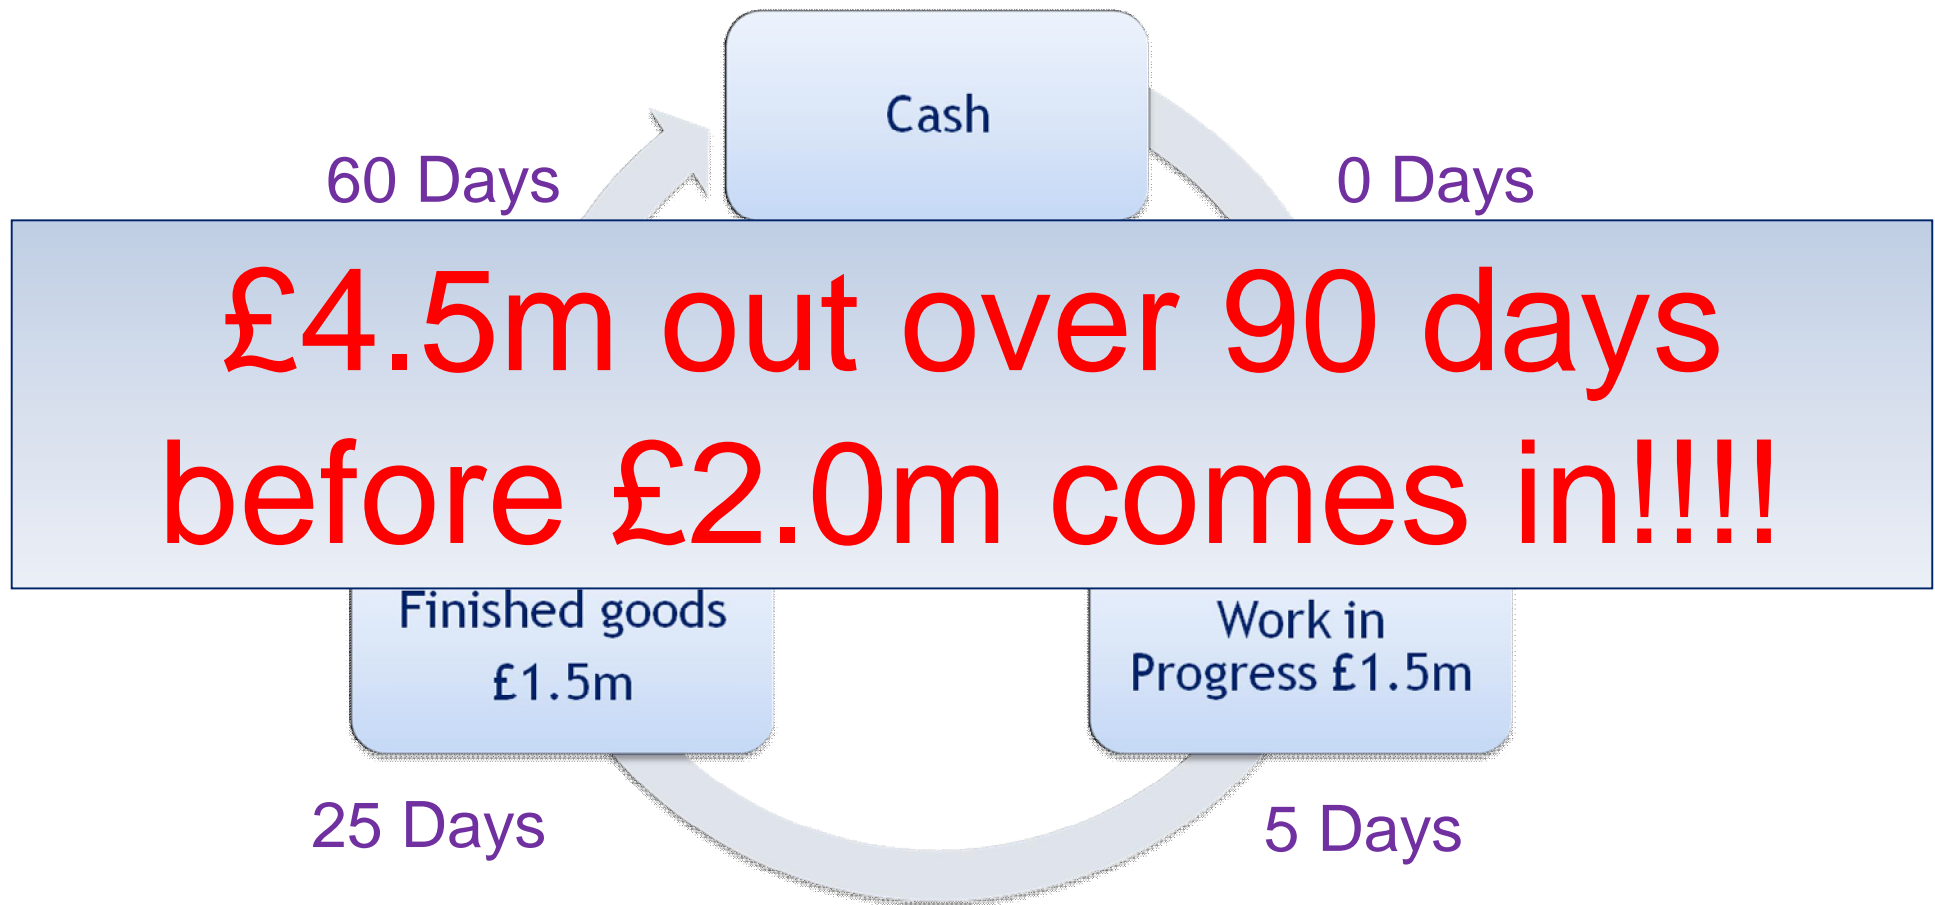 Cash
60 Days
0 Days
£4.5m out over 90 days
before £2.0m comes in!!!!
Finished goods
£1.5m
Work in
Progress £1.5m
25 Days
5 Days